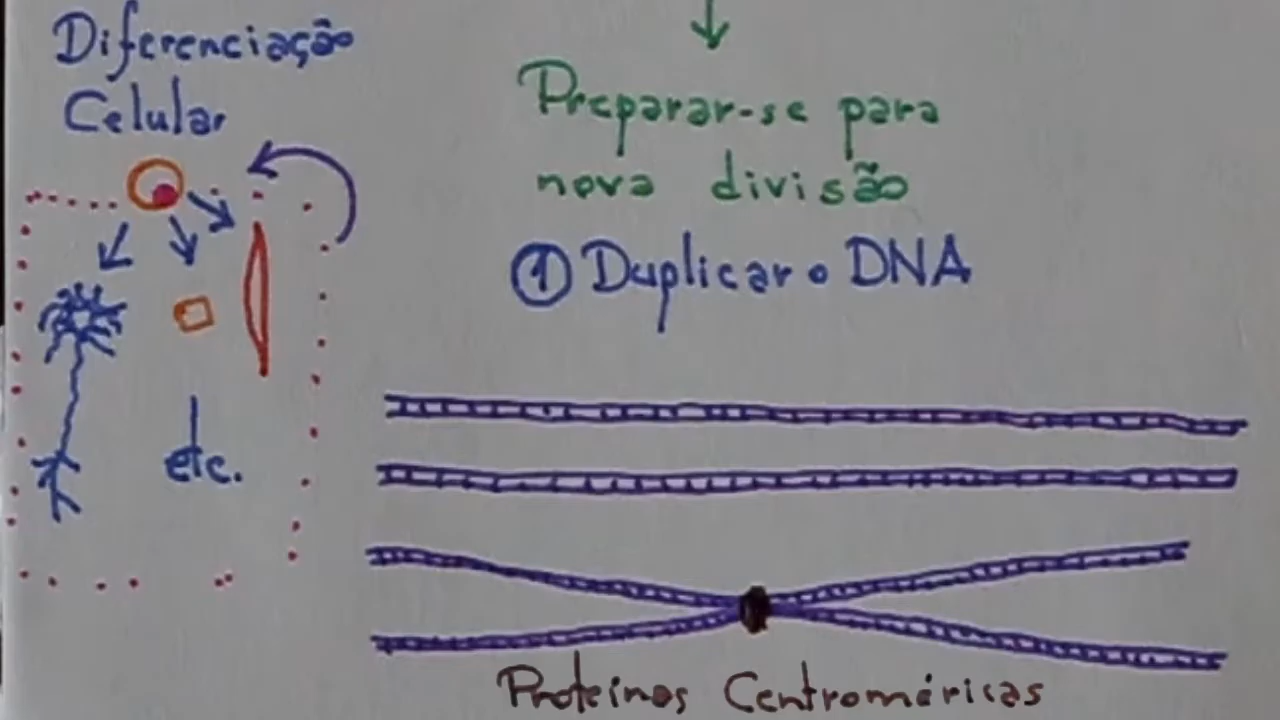 Diferenciação
Celular
etc.
Preparar-se para
nova divisão
① Duplicar o DNA
Proteínas Centroméricas